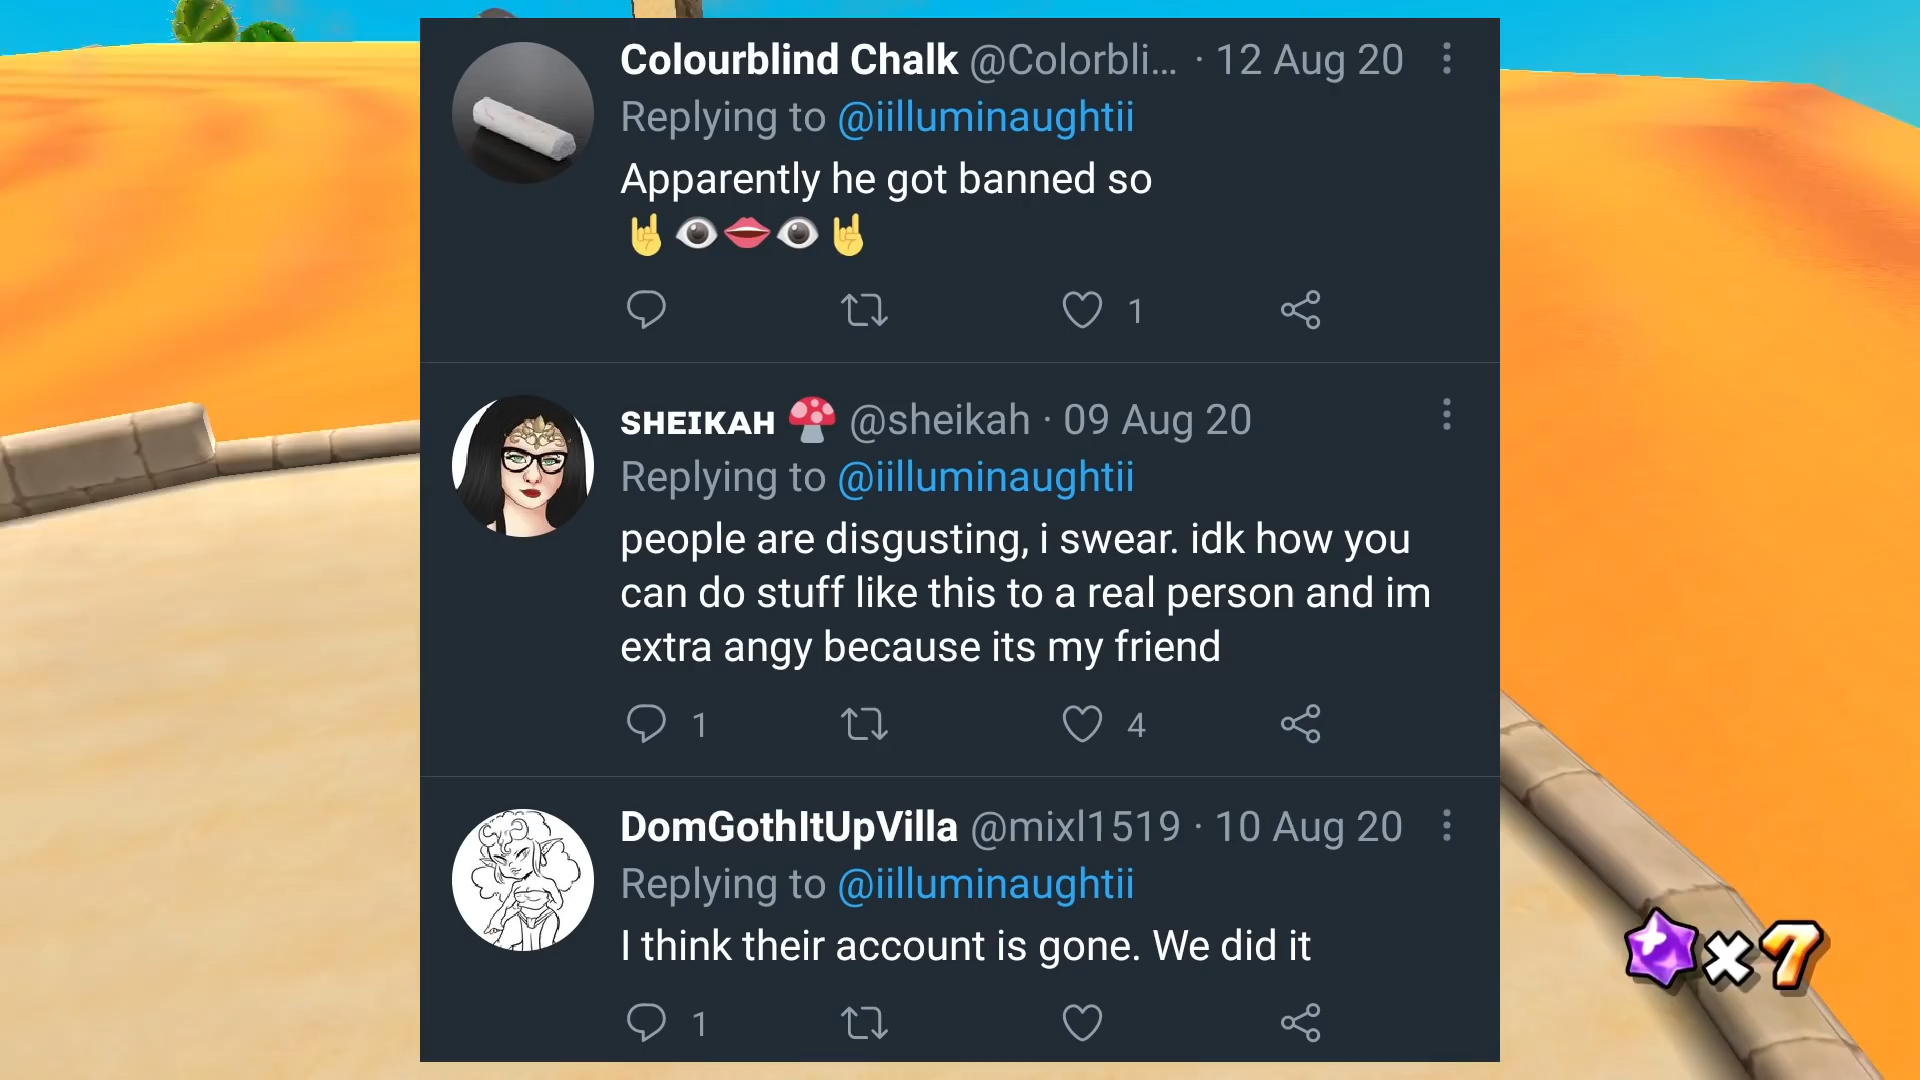 Colourblind Chalk @Colorbli... · 12 Aug 20
Replying to @iilluminaughtii
Apparently he got banned so
🤘👁👄👁🤘
1
SHEIKAH 🍄 @sheikah · 09 Aug 20
Replying to @iilluminaughtii
people are disgusting, i swear. idk how you
can do stuff like this to a real person and im
extra angy because its my friend
1 4
DomGothItUpVilla @mixl1519 · 10 Aug 20
Replying to @iilluminaughtii
I think their account is gone. We did it
1
×7